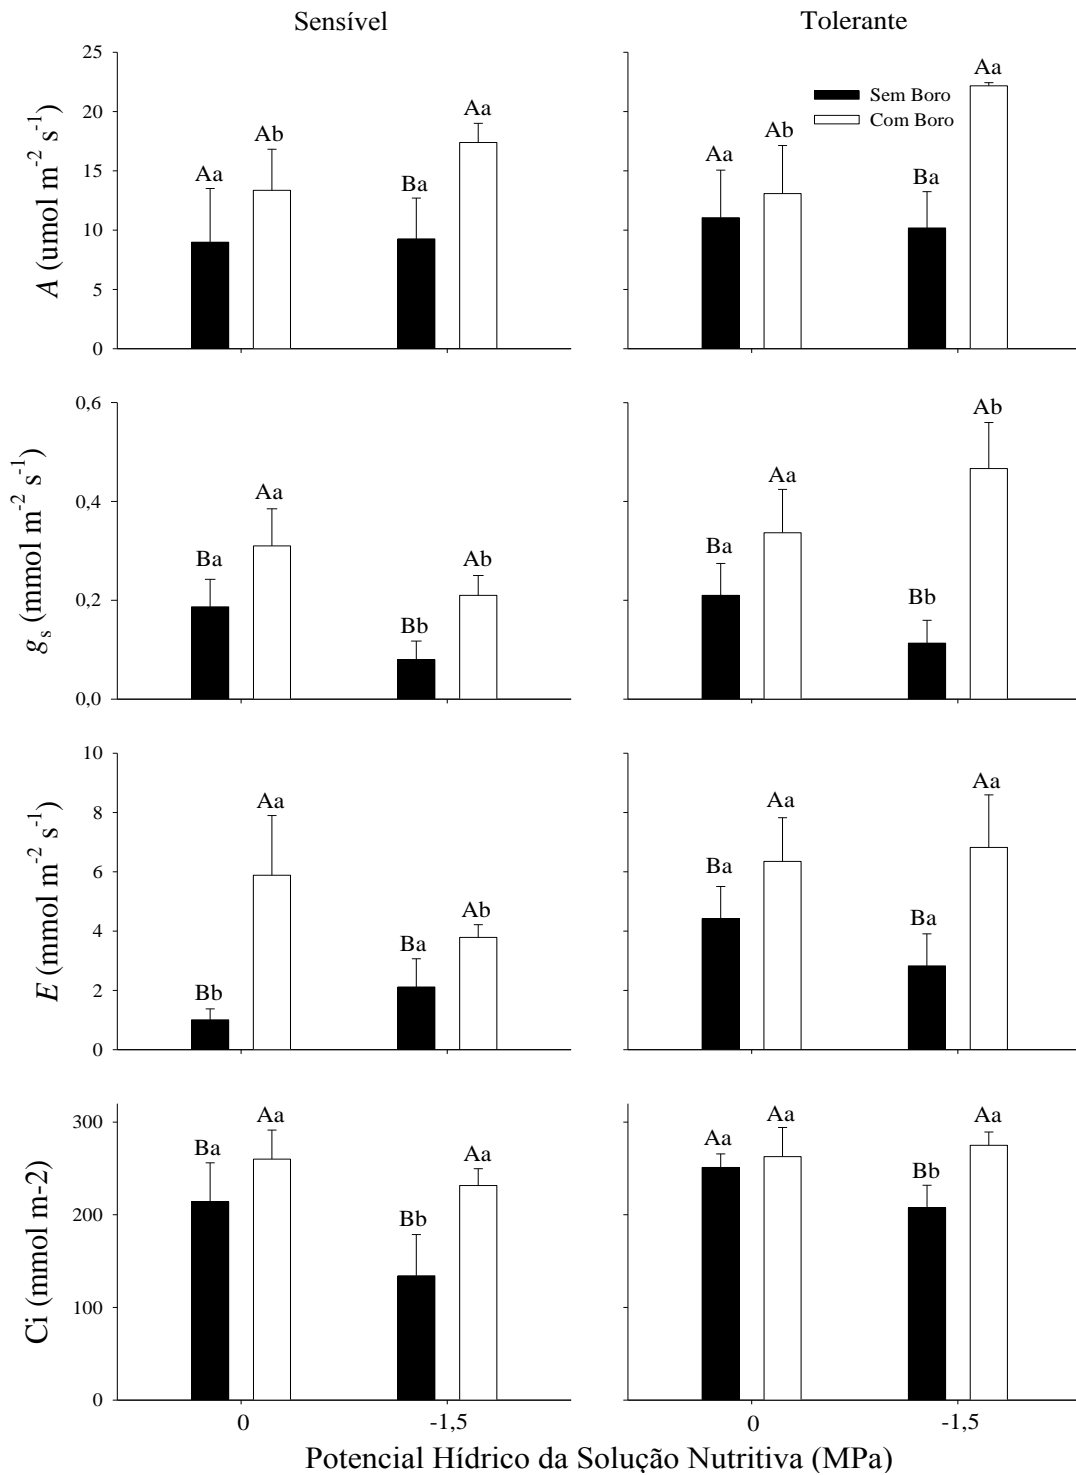 Sensível
Tolerante
A (umol m-2 s-1)
25
20
15
10
5
0
Aa
Ab
Ba
Aa
Sem Boro
Com Boro
Aa
Ab
Ba
Aa
gs (mmol m-2 s-1)
0,6
0,4
0,2
0,0
Ba
Aa
Bb
Ab
Ba
Aa
Bb
Ab
E (mmol m-2 s-1)
10
8
6
4
2
0
Bb
Aa
Ba
Ab
Ba
Aa
Ba
Aa
Ci (mmol m-2)
300
200
100
0
Ba
Aa
Bb
Aa
Aa
Aa
Bb
Aa
0
-1,5
0
-1,5
Potencial Hídrico da Solução Nutritiva (MPa)